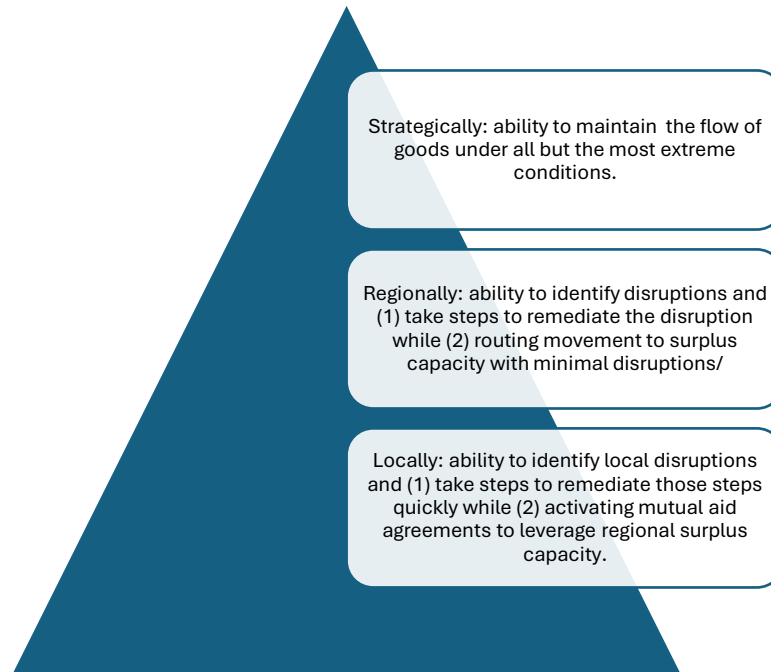 Strategically: ability to maintain  the flow of
goods under all but the most extreme
conditions.
Regionally: ability to identify disruptions and
(1) take steps to remediate the disruption
while (2) routing movement to surplus
capacity with minimal disruptions/
Locally: ability to identify local disruptions
and (1) take steps to remediate those steps
quickly while (2) activating mutual aid
agreements to leverage regional surplus
capacity.